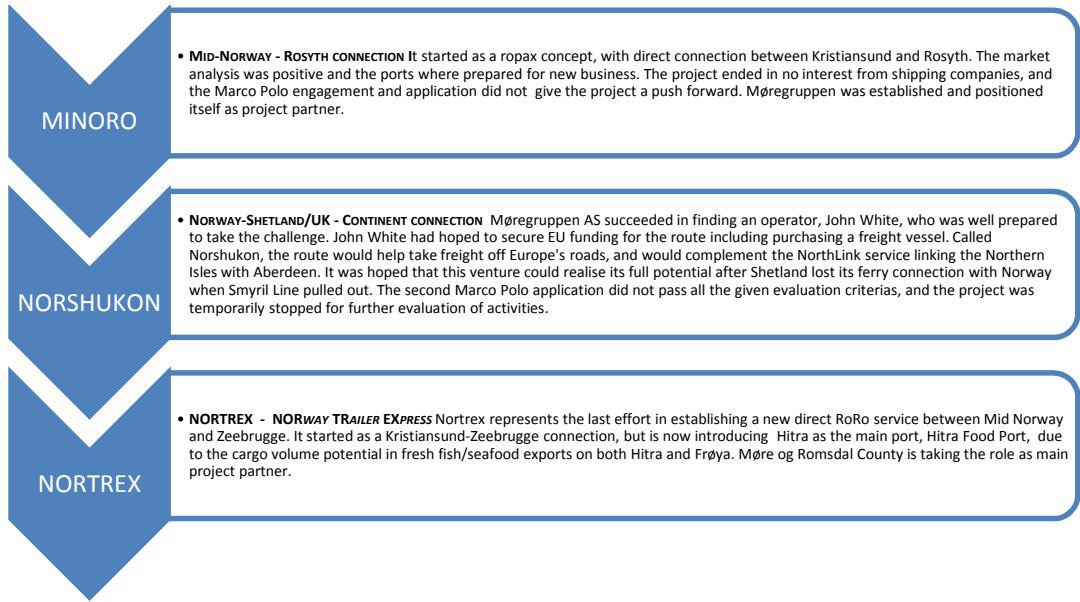 MINORO
• MID-NORWAY - ROSYTH CONNECTION It started as a ropax concept, with direct connection between Kristiansund and Rosyth. The market
analysis was positive and the ports where prepared for new business. The project ended in no interest from shipping companies, and
the Marco Polo engagement and application did not give the project a push forward. Møregruppen was established and positioned
itself as project partner.
NORSHUKON
• NORWAY-SHETLAND/UK - CONTINENT CONNECTION Møregruppen AS succeeded in finding an operator, John White, who was well prepared
to take the challenge. John White had hoped to secure EU funding for the route including purchasing a freight vessel. Called
Norshukon, the route would help take freight off Europe's roads, and would complement the NorthLink service linking the Northern
Isles with Aberdeen. It was hoped that this venture could realise its full potential after Shetland lost its ferry connection with Norway
when Smyril Line pulled out. The second Marco Polo application did not pass all the given evaluation criterias, and the project was
temporarily stopped for further evaluation of activities.
NORTREX
• NORTREX - NORWAY TRAILER EXPRESS Nortrex represents the last effort in establishing a new direct RoRo service between Mid Norway
and Zeebrugge. It started as a Kristiansund-Zeebrugge connection, but is now introducing Hitra as the main port, Hitra Food Port, due
to the cargo volume potential in fresh fish/seafood exports on both Hitra and Frøya. Møre og Romsdal County is taking the role as main
project partner.